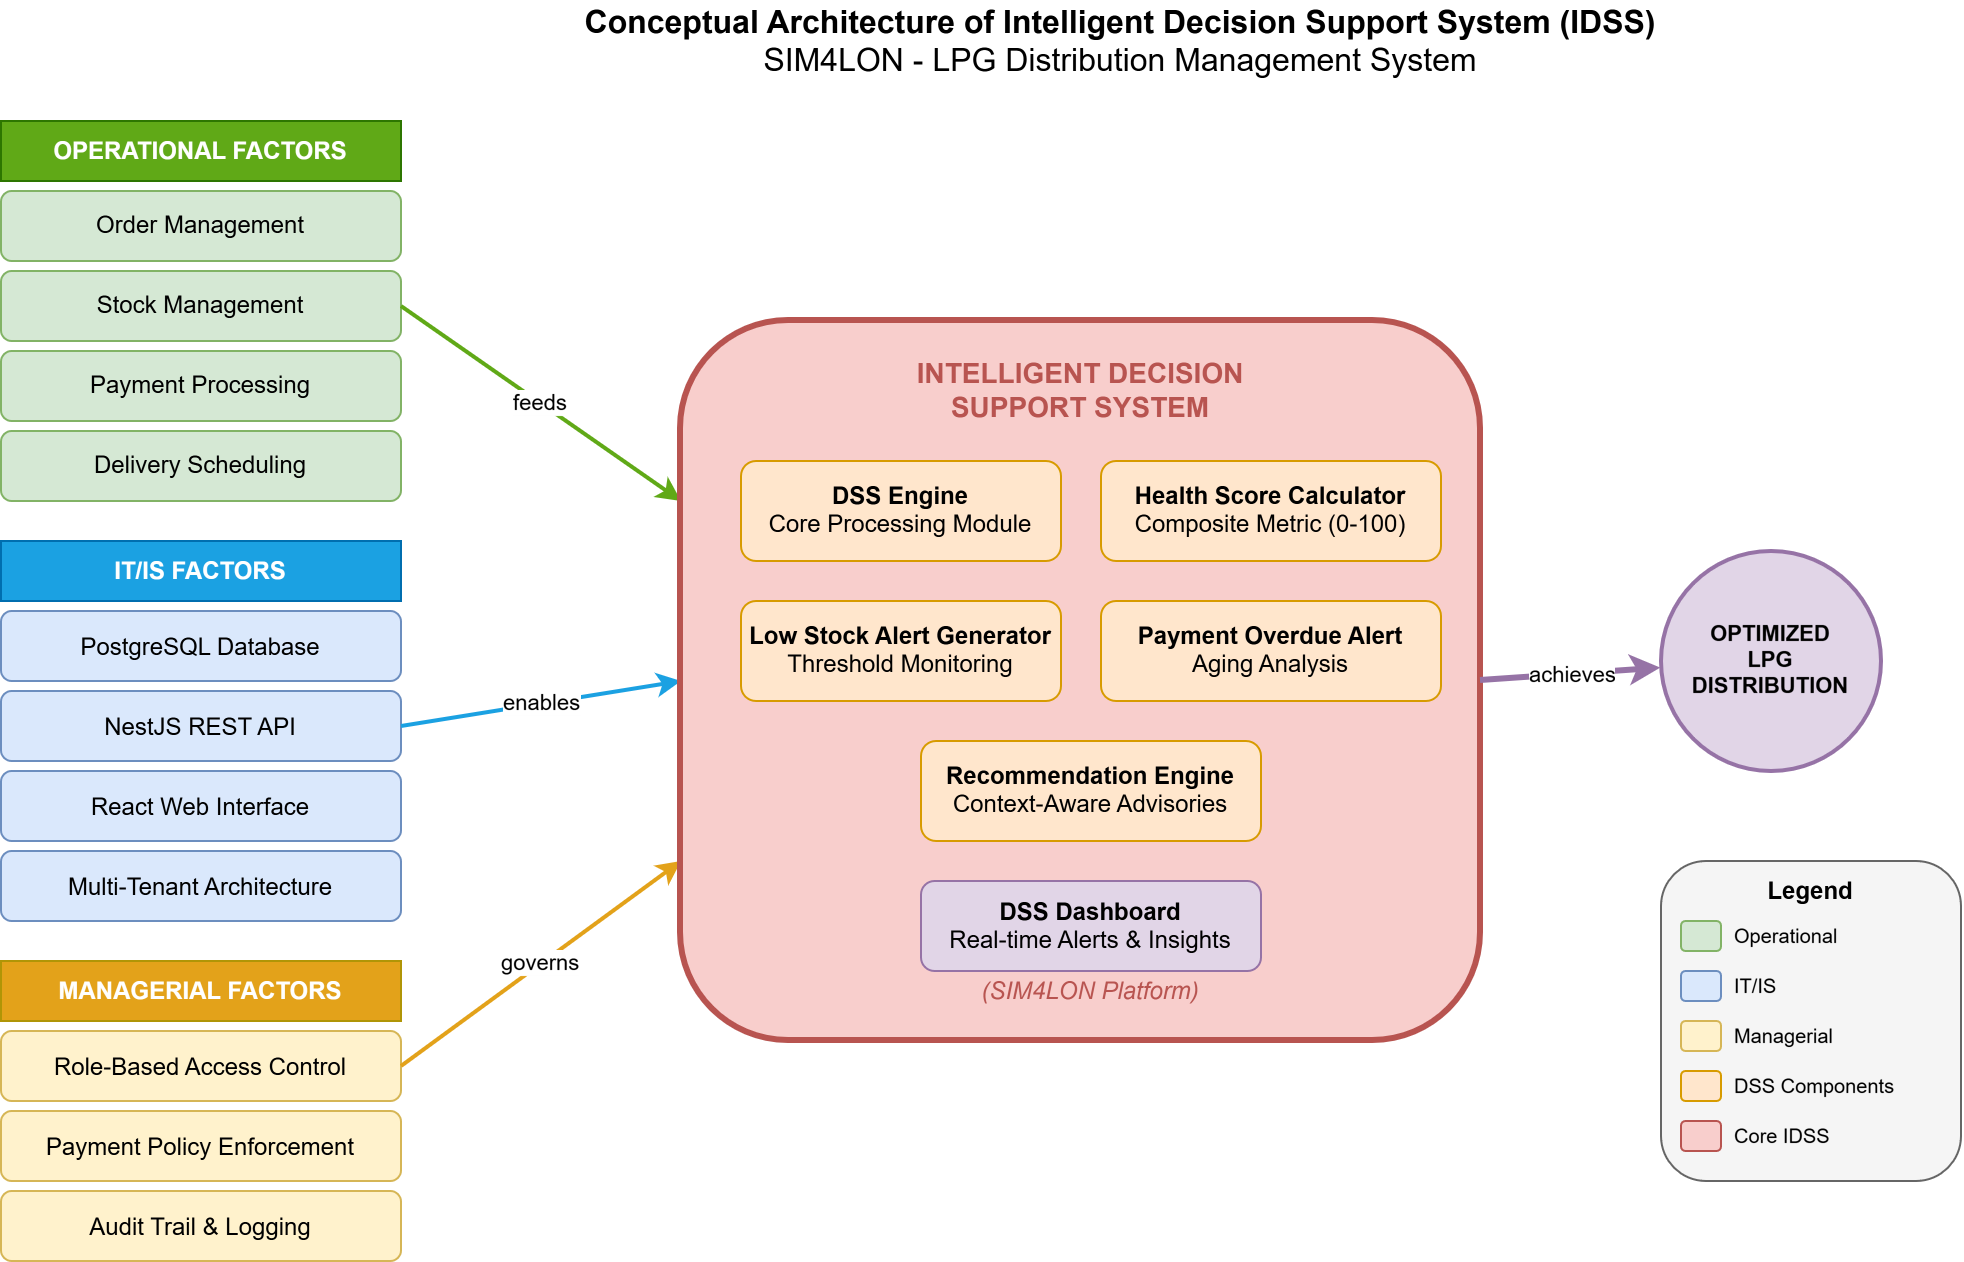 Conceptual Architecture of Intelligent Decision Support System (IDSS)
SIM4LON - LPG Distribution Management System
OPERATIONAL FACTORS
Order Management
Stock Management
Payment Processing
Delivery Scheduling
IT/IS FACTORS
PostgreSQL Database
NestJS REST API
React Web Interface
Multi-Tenant Architecture
MANAGERIAL FACTORS
Role-Based Access Control
Payment Policy Enforcement
Audit Trail & Logging
feeds
enables
governs
INTELLIGENT DECISION
SUPPORT SYSTEM
DSS Engine
Core Processing Module
Health Score Calculator
Composite Metric (0-100)
Low Stock Alert Generator
Threshold Monitoring
Payment Overdue Alert
Aging Analysis
Recommendation Engine
Context-Aware Advisories
DSS Dashboard
Real-time Alerts & Insights
(SIM4LON Platform)
achieves
OPTIMIZED
LPG
DISTRIBUTION
Legend
Operational
IT/IS
Managerial
DSS Components
Core IDSS